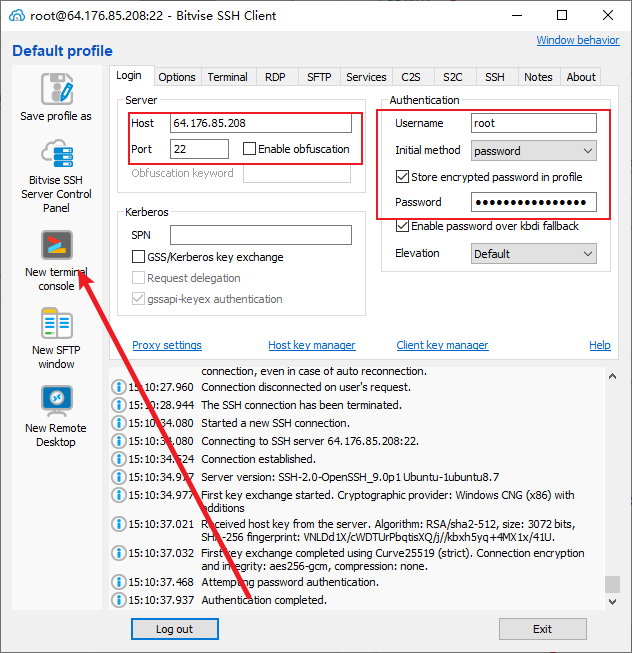 root@64.176.85.208:22 - Bitvise SSH Client
Window behavior
Default profile
Save profile as
Bitvise SSH
Server Control
Panel
New terminal
console
New SFTP
window
New Remote
Desktop
Login Options Terminal RDP SFTP Services C2S S2C SSH Notes About
Server
Host 64.176.85.208
Port 22 Enable obfuscation
Obfuscation keyword
Kerberos
SPN
GSS/Kerberos key exchange
Request delegation
gssapi-keyex authentication
Authentication
Username root
Initial method password
Store encrypted password in profile
Password ●●●●●●●●●●●●●●●●
Enable password over kbdi fallback
Elevation Default
Proxy settings Host key manager Client key manager Help
connection, even in case of auto reconnection.
15:10:27.960 Connection disconnected on user's request.
15:10:28.944 The SSH connection has been terminated.
15:10:34.080 Started a new SSH connection.
15:10:34.080 Connecting to SSH server 64.176.85.208:22.
15:10:34.524 Connection established.
15:10:34.977 Server version: SSH-2.0-OpenSSH_9.0p1 Ubuntu-1ubuntu8.7
15:10:34.977 First key exchange started. Cryptographic provider: Windows CNG (x86) with
additions
15:10:37.021 Received host key from the server. Algorithm: RSA/sha2-512, size: 3072 bits,
SHA-256 fingerprint: VNLDd1X/cWDTUrPbqtisXQ/j//kbxh5yq+4MX1x/41U.
15:10:37.032 First key exchange completed using Curve25519 (strict). Connection encryption
and integrity: aes256-gcm, compression: none.
15:10:37.468 Attempting password authentication.
15:10:37.937 Authentication completed.
Log out Exit